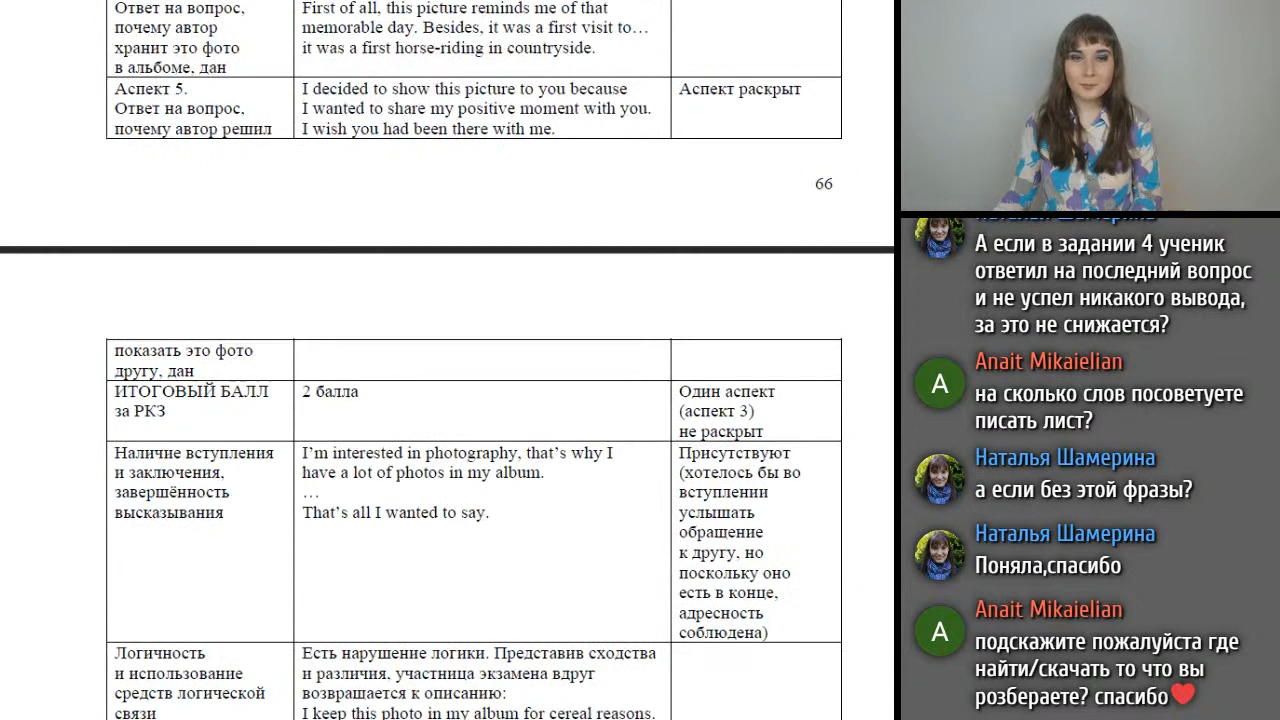 Ответ на вопрос,
почему автор
хранит это фото
в альбоме, дан
First of all, this picture reminds me of that
memorable day. Besides, it was a first visit to…
it was a first horse-riding in countryside.
Аспект 5.
Ответ на вопрос,
почему автор решил
I decided to show this picture to you because
I wanted to share my positive moment with you.
I wish you had been there with me.
Аспект раскрыт
66
показать это фото
другу, дан
ИТОГОВЫЙ БАЛЛ
за РКЗ
2 балла
Один аспект
(аспект 3)
не раскрыт
Наличие вступления
и заключения,
завершённость
высказывания
I’m interested in photography, that’s why I
have a lot of photos in my album.
…
That’s all I wanted to say.
Присутствуют
(хотелось бы во
вступлении
услышать
обращение
к другу, но
поскольку оно
есть в конце,
адресность
соблюдена)
Логичность
и использование
средств логической
связи
Есть нарушение логики. Представив сходства
и различия, участница экзамена вдруг
возвращается к описанию:
I keep this photo in my album for cereal reasons.
Наталья Шамерина
А если в задании 4 ученик
ответил на последний вопрос
и не успел никакого вывода,
за это не снижается?
A
Anait Mikaielian
на сколько слов посоветуете
писать лист?
Наталья Шамерина
а если без этой фразы?
Наталья Шамерина
Поняла,спасибо
A
Anait Mikaielian
подскажите пожалуйста где
найти/скачать то что вы
розбераете? спасибо❤